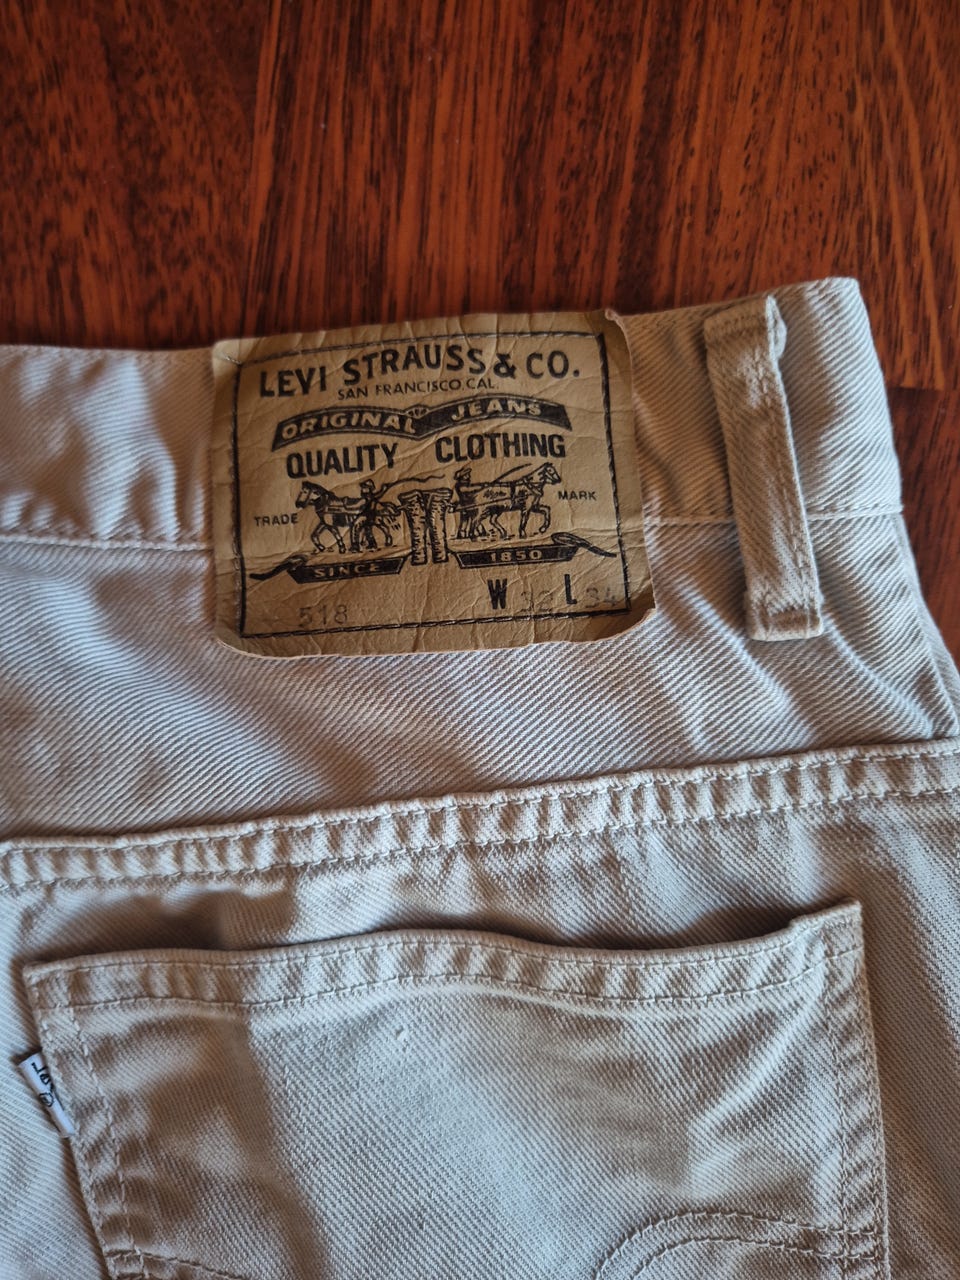 LEVI STRAUSS & CO.
SAN FRANCISCO.CAL.
ORIGINAL JEANS
QUALITY CLOTHING
TRADE MARK
SINCE 1850
518 W 32 L 34